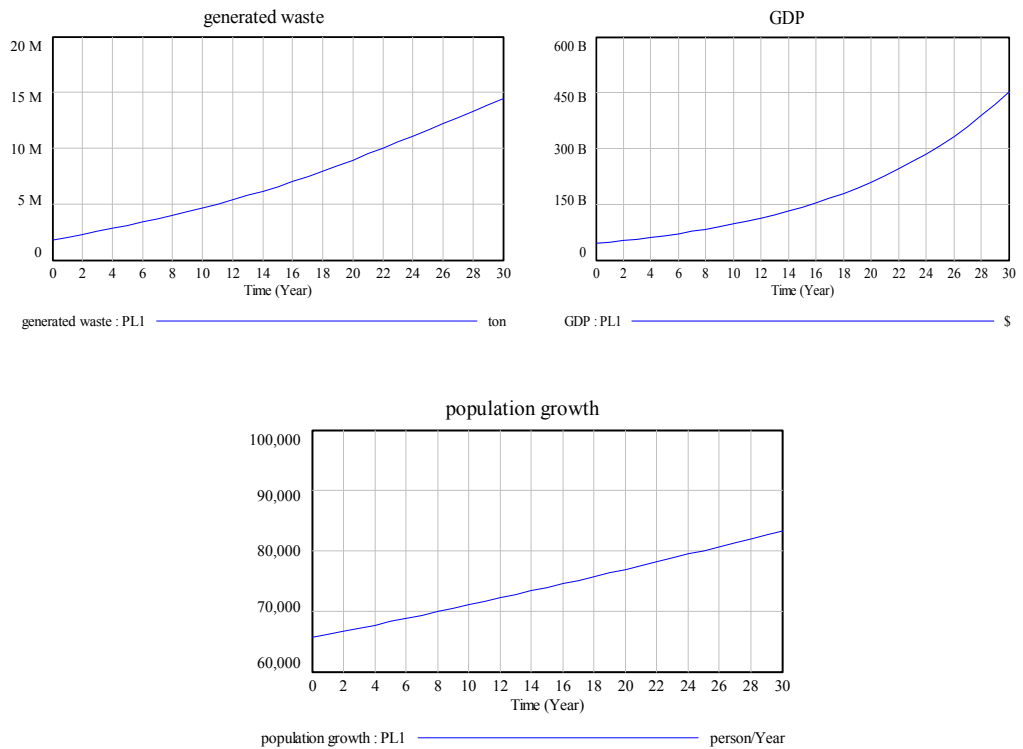 generated waste
20 M
15 M
10 M
5 M
0
0 2 4 6 8 10 12 14 16 18 20 22 24 26 28 30
Time (Year)
generated waste : PL1 ton
GDP
600 B
450 B
300 B
150 B
0
0 2 4 6 8 10 12 14 16 18 20 22 24 26 28 30
Time (Year)
GDP : PL1 $
population growth
100,000
90,000
80,000
70,000
60,000
0 2 4 6 8 10 12 14 16 18 20 22 24 26 28 30
Time (Year)
population growth : PL1 person/Year